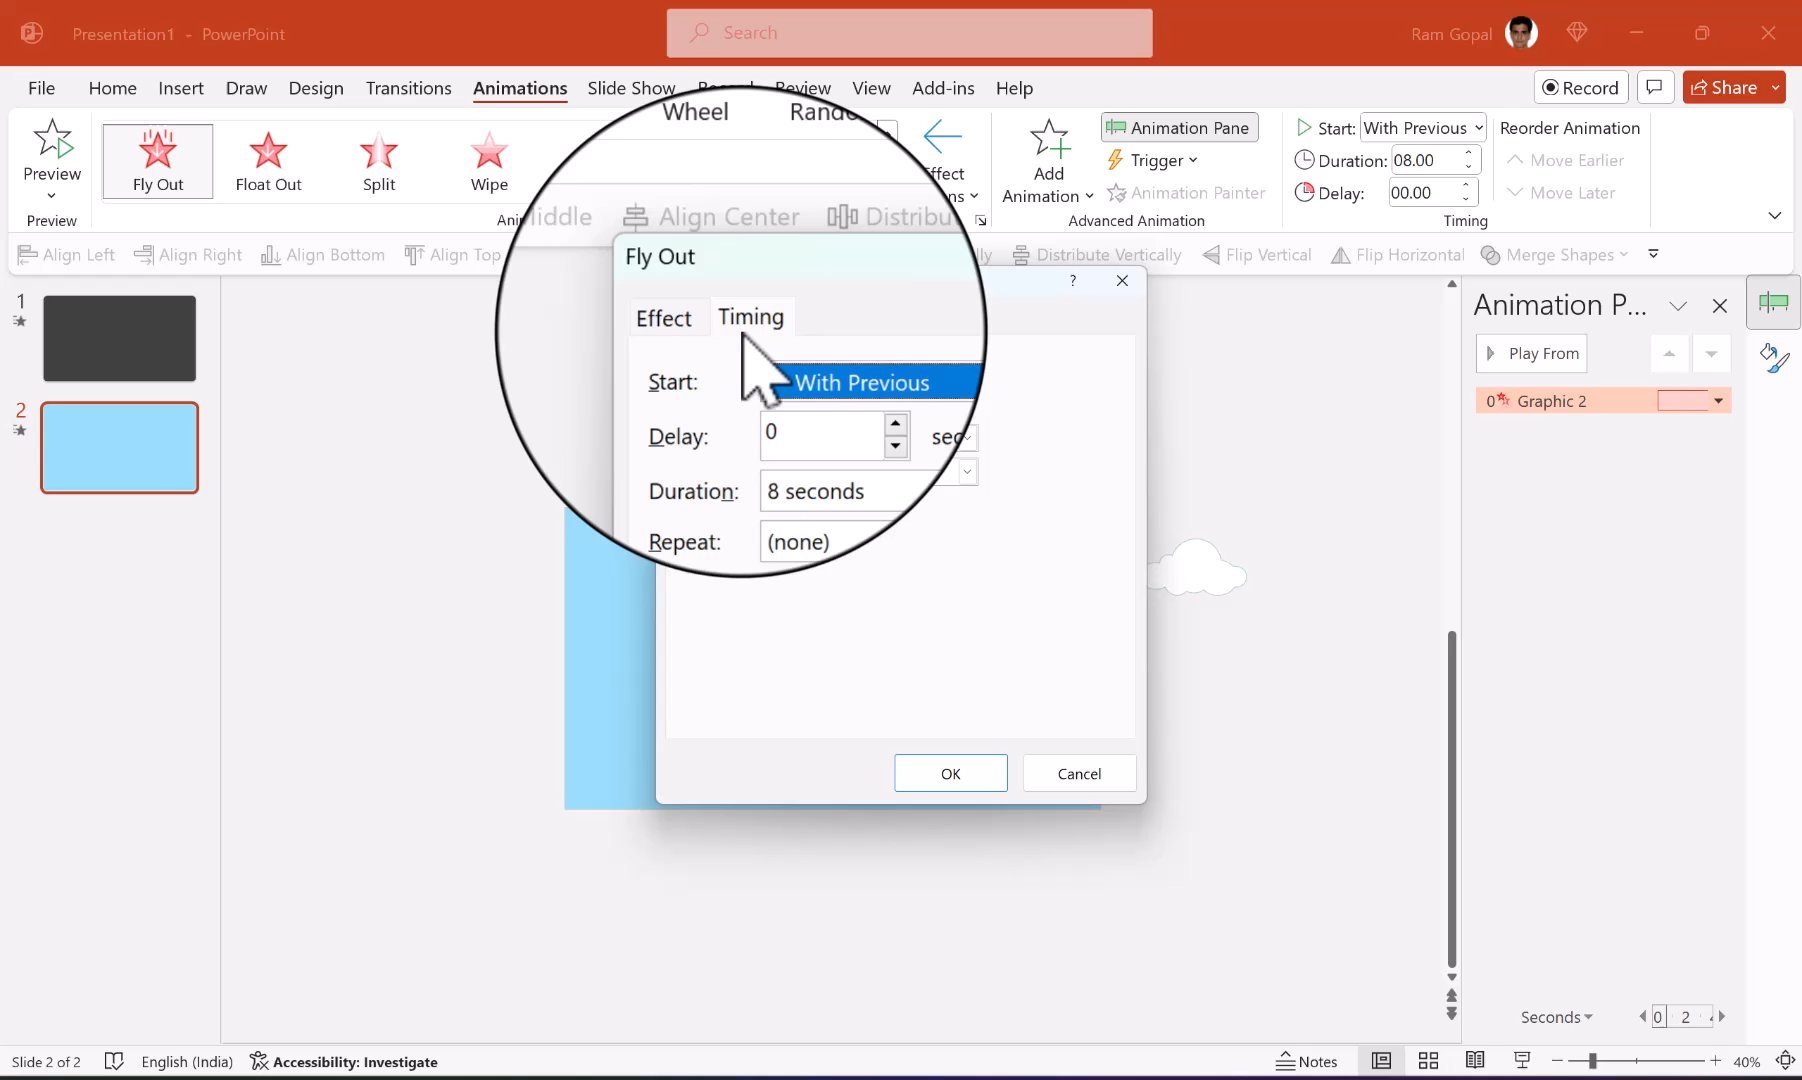 Presentation1 - PowerPoint
Search
Ram Gopal
File Home Insert Draw Design Transitions Animations Slide Show Review View Add-ins Help
Record
Share
Preview
Preview
Fly Out
Float Out
Split
Wipe
Wheel
Add
Animation
Animation Pane
Trigger
Animation Painter
Advanced Animation
Start: With Previous
Duration: 08.00
Delay: 00.00
Timing
Reorder Animation
Move Earlier
Move Later
Align Left Align Right Align Bottom Align Top Align Center Distribute Vertically Flip Vertical Flip Horizontal Merge Shapes
1
2
Fly Out
?
Effect Timing
Start: With Previous
Delay: 0 sec
Duration: 8 seconds
Repeat: (none)
OK Cancel
Animation P...
Play From
0 Graphic 2
Seconds 0 2
Slide 2 of 2 English (India) Accessibility: Investigate Notes 40%